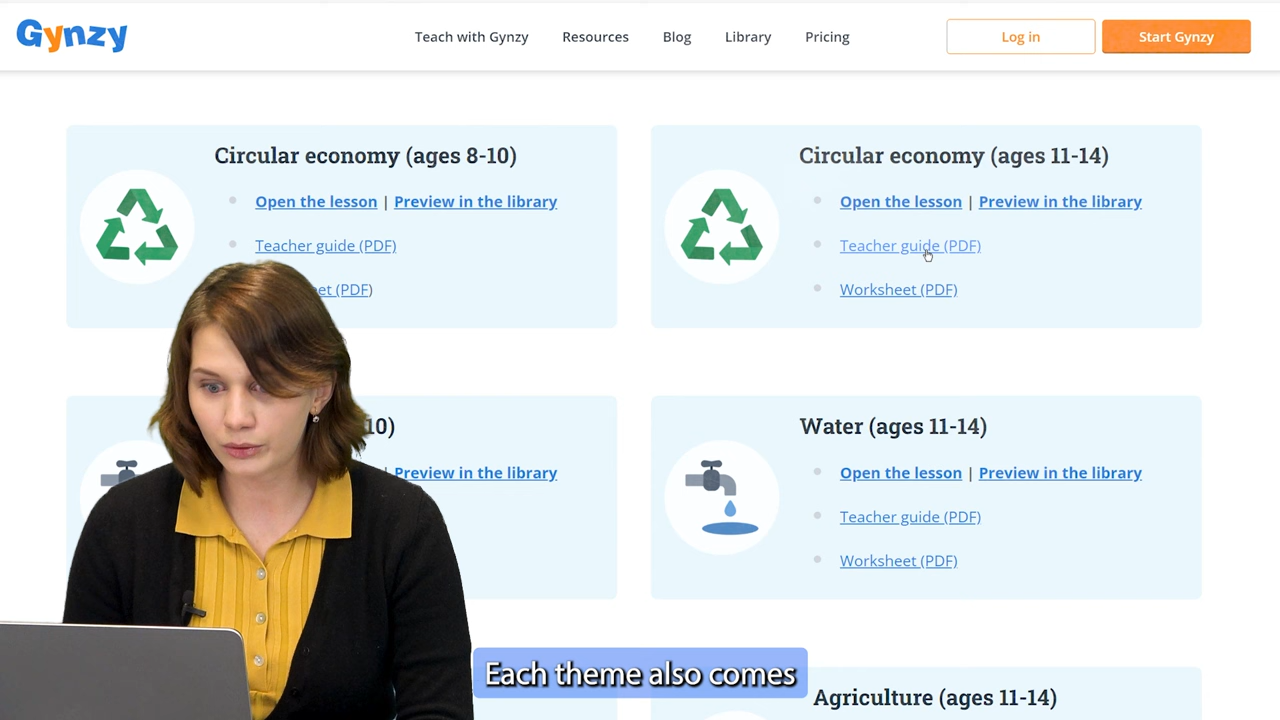 Gynzy
Teach with Gynzy Resources Blog Library Pricing Log in Start Gynzy
Circular economy (ages 8-10)
Open the lesson | Preview in the library
Teacher guide (PDF)
et (PDF)
Circular economy (ages 11-14)
Open the lesson | Preview in the library
Teacher guide (PDF)
Worksheet (PDF)
10)
| Preview in the library
Water (ages 11-14)
Open the lesson | Preview in the library
Teacher guide (PDF)
Worksheet (PDF)
Each theme also comes
Agriculture (ages 11-14)